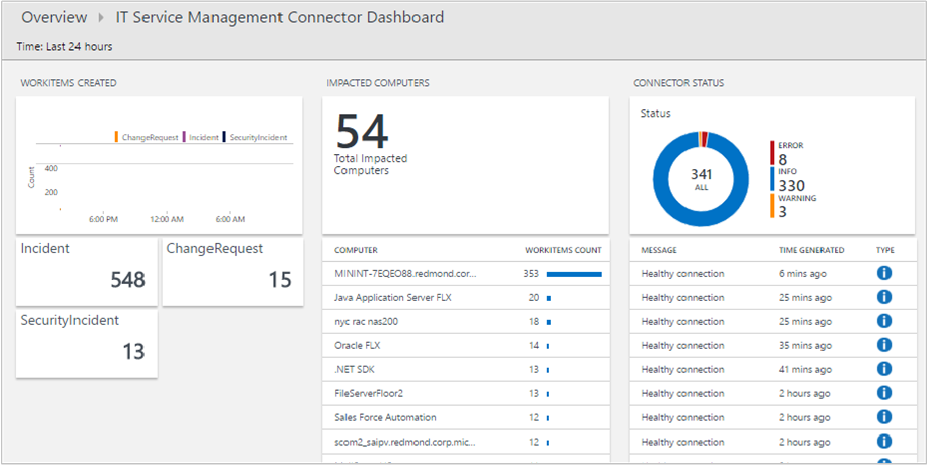 Overview IT Service Management Connector Dashboard
Time: Last 24 hours
WORKITEMS CREATED
ChangeRequest Incident SecurityIncident
Count
400
200
6:00 PM 12:00 AM 6:00 AM
Incident
548
ChangeRequest
15
SecurityIncident
13
IMPACTED COMPUTERS
54
Total Impacted
Computers
COMPUTER WORKITEMS COUNT
MININT-7EQEO88.redmond.cor... 353
Java Application Server FLX 20
nyc rac nas200 18
Oracle FLX 14
.NET SDK 13
FileServerFloor2 13
Sales Force Automation 12
scom2_saipv.redmond.corp.mic... 12
CONNECTOR STATUS
Status
341
ALL
ERROR
8
INFO
330
WARNING
3
MESSAGE TIME GENERATED TYPE
Healthy connection 6 mins ago
Healthy connection 25 mins ago
Healthy connection 25 mins ago
Healthy connection 35 mins ago
Healthy connection 41 mins ago
Healthy connection 2 hours ago
Healthy connection 2 hours ago
Healthy connection 2 hours ago